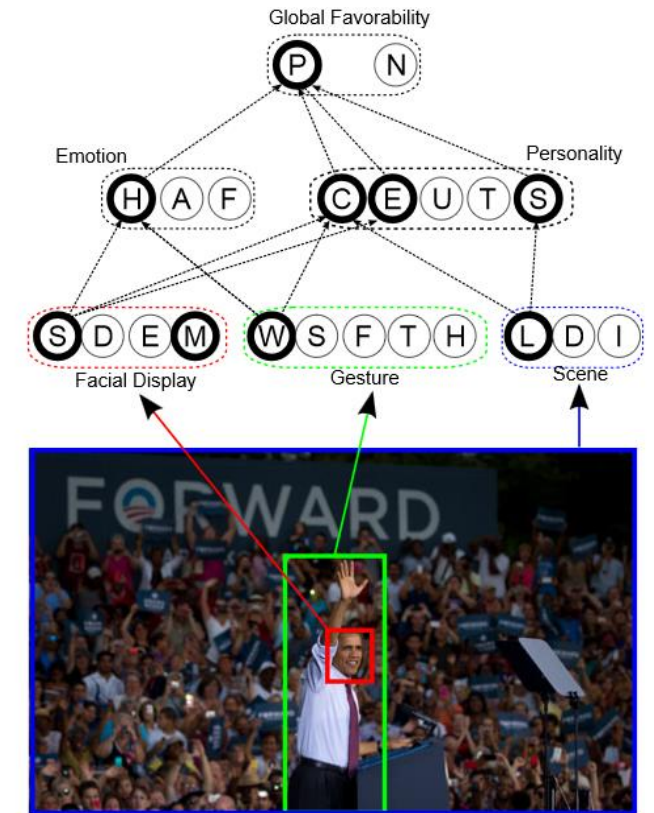 Global Favorability
P N
Emotion
Personality
H A F
C E U T S
S D E M
W S F T H
L D I
Facial Display
Gesture
Scene
FORWARD.